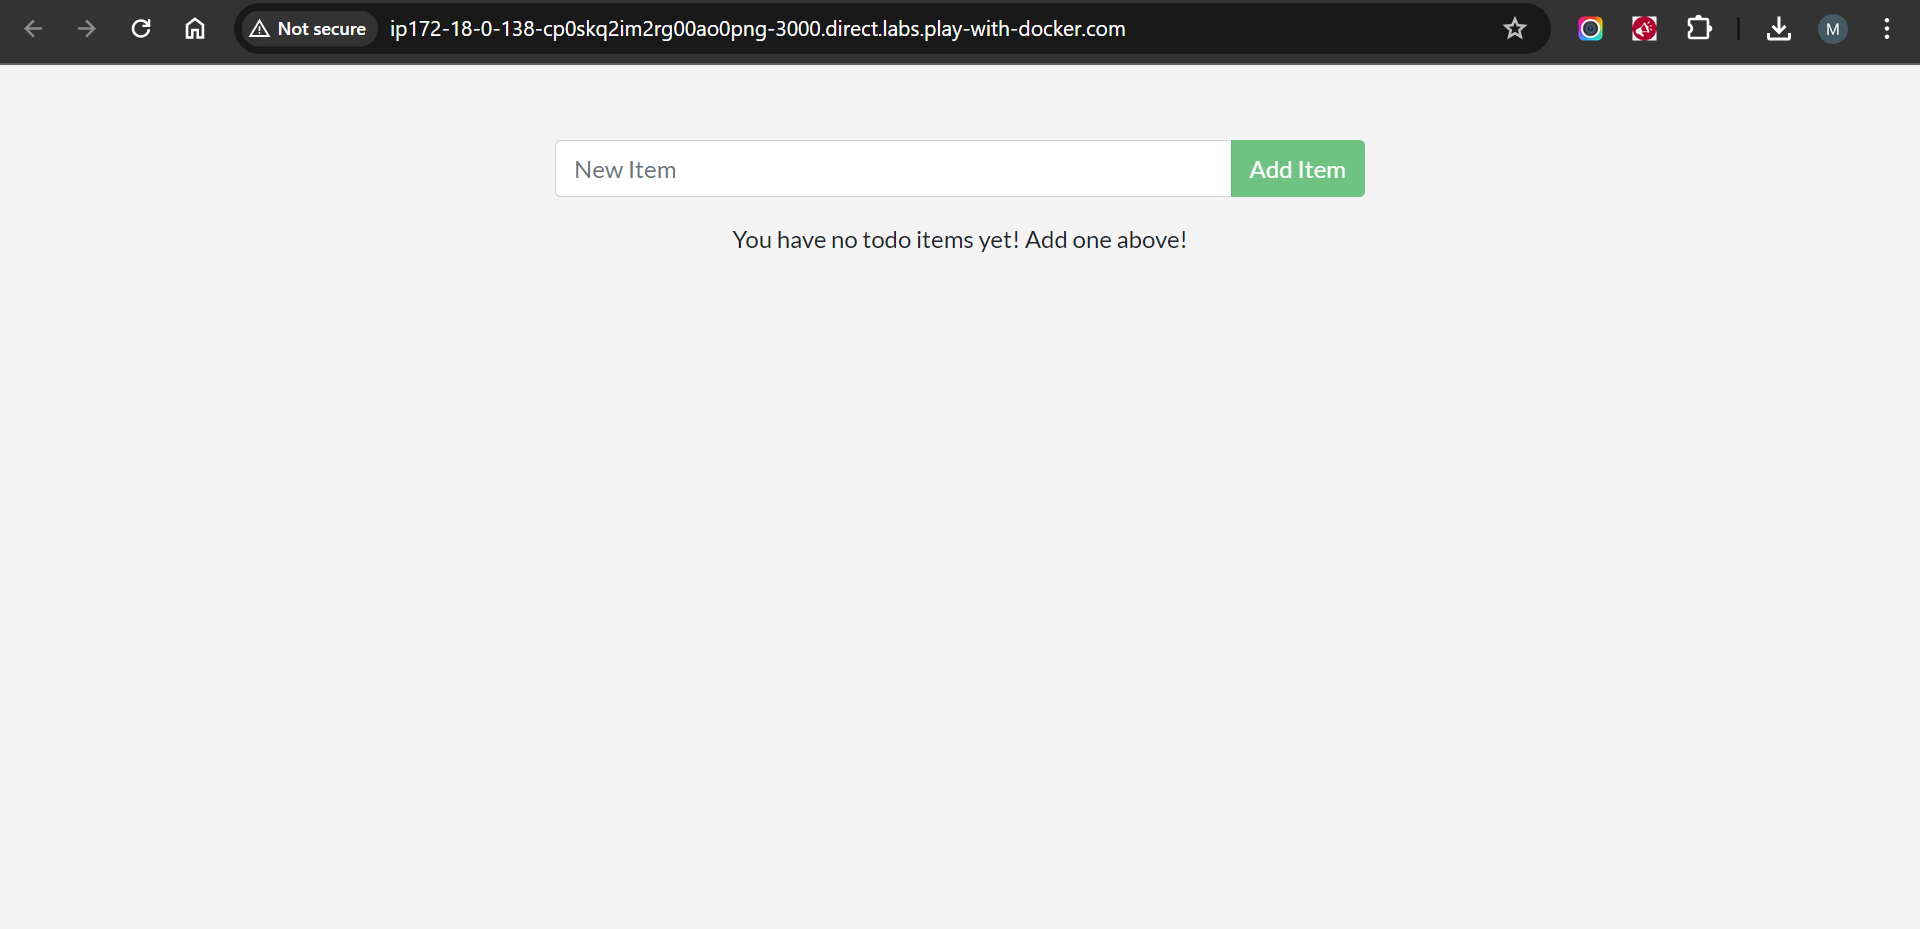 Not secure
ip172-18-0-138-cp0skq2im2rg00ao0png-3000.direct.labs.play-with-docker.com
M
New Item
Add Item
You have no todo items yet! Add one above!